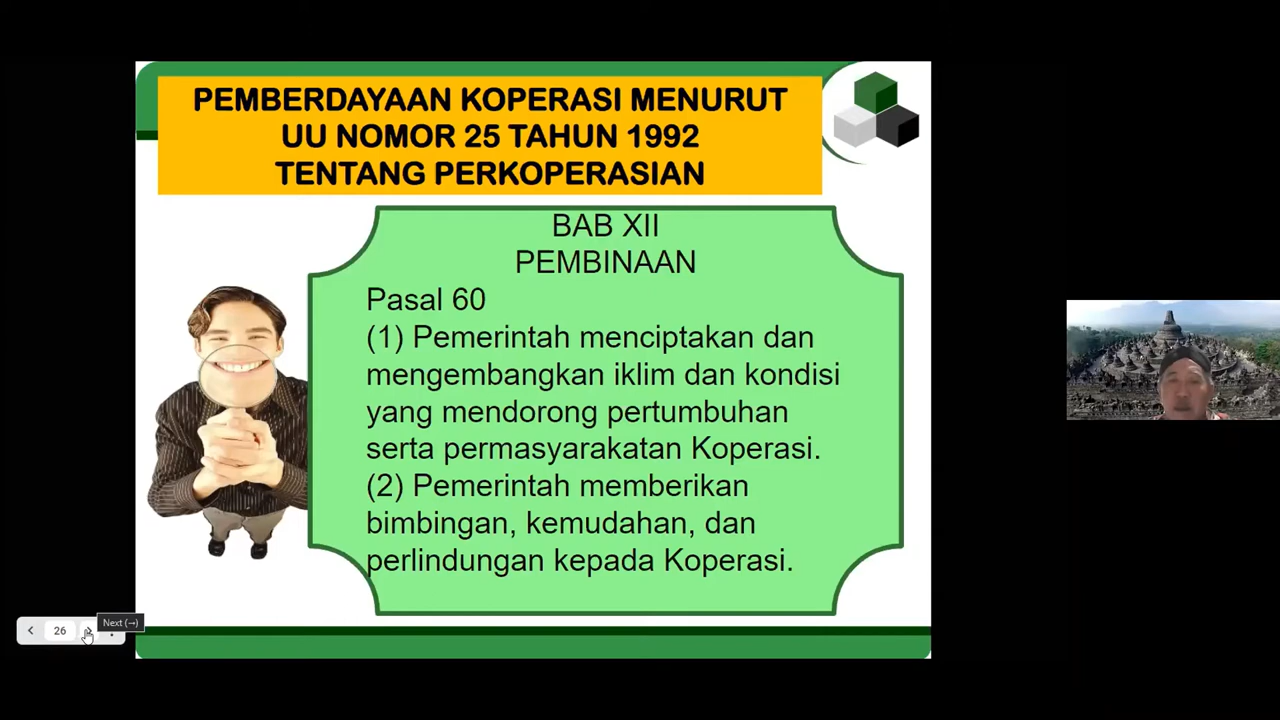 PEMBERDAYAAN KOPERASI MENURUT
UU NOMOR 25 TAHUN 1992
TENTANG PERKOPERASIAN
BAB XII
PEMBINAAN
Pasal 60
(1) Pemerintah menciptakan dan
mengembangkan iklim dan kondisi
yang mendorong pertumbuhan
serta permasyarakatan Koperasi.
(2) Pemerintah memberikan
bimbingan, kemudahan, dan
perlindungan kepada Koperasi.
Next (→)
26